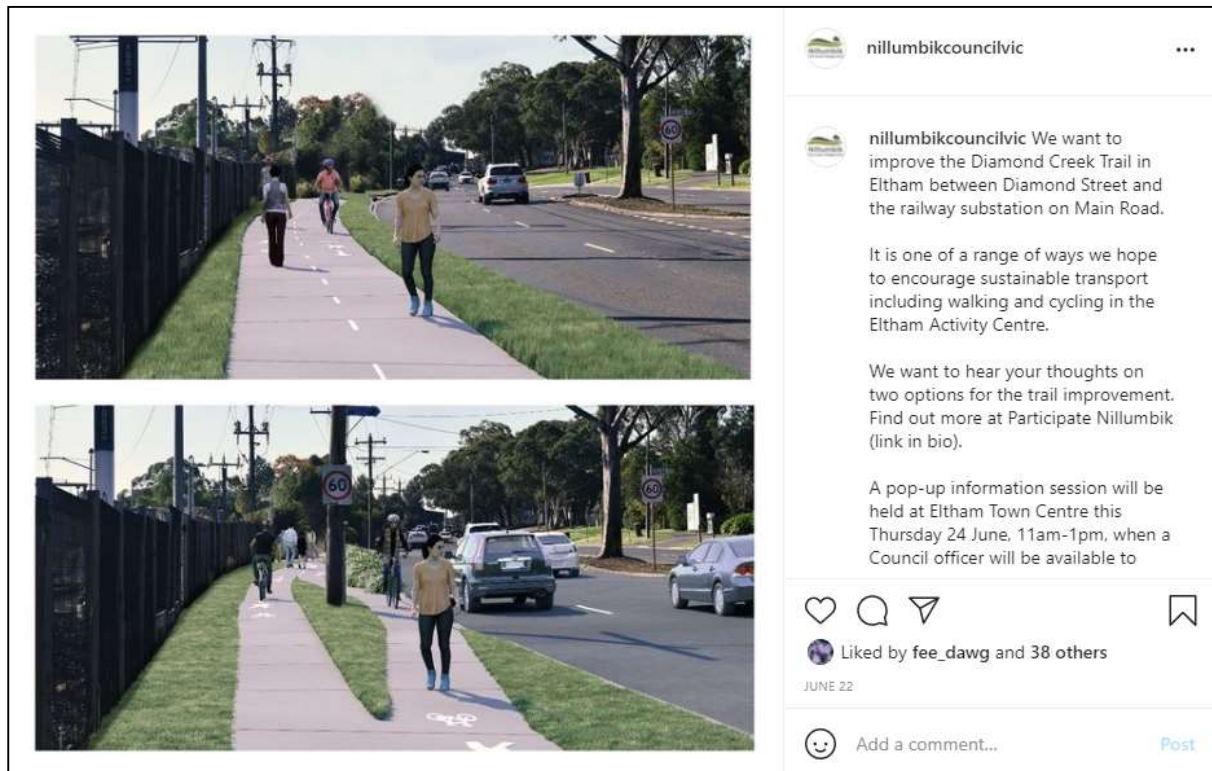 nillumbikcouncilvic
nillumbikcouncilvic We want to
improve the Diamond Creek Trail in
Eltham between Diamond Street and
the railway substation on Main Road.
It is one of a range of ways we hope
to encourage sustainable transport
including walking and cycling in the
Eltham Activity Centre.
We want to hear your thoughts on
two options for the trail improvement.
Find out more at Participate Nillumbik
(link in bio).
A pop-up information session will be
held at Eltham Town Centre this
Thursday 24 June, 11am-1pm, when a
Council officer will be available to
Liked by fee_dawg and 38 others
JUNE 22
Add a comment...
Post
60
60
60
Nillumbik
Nillumbik